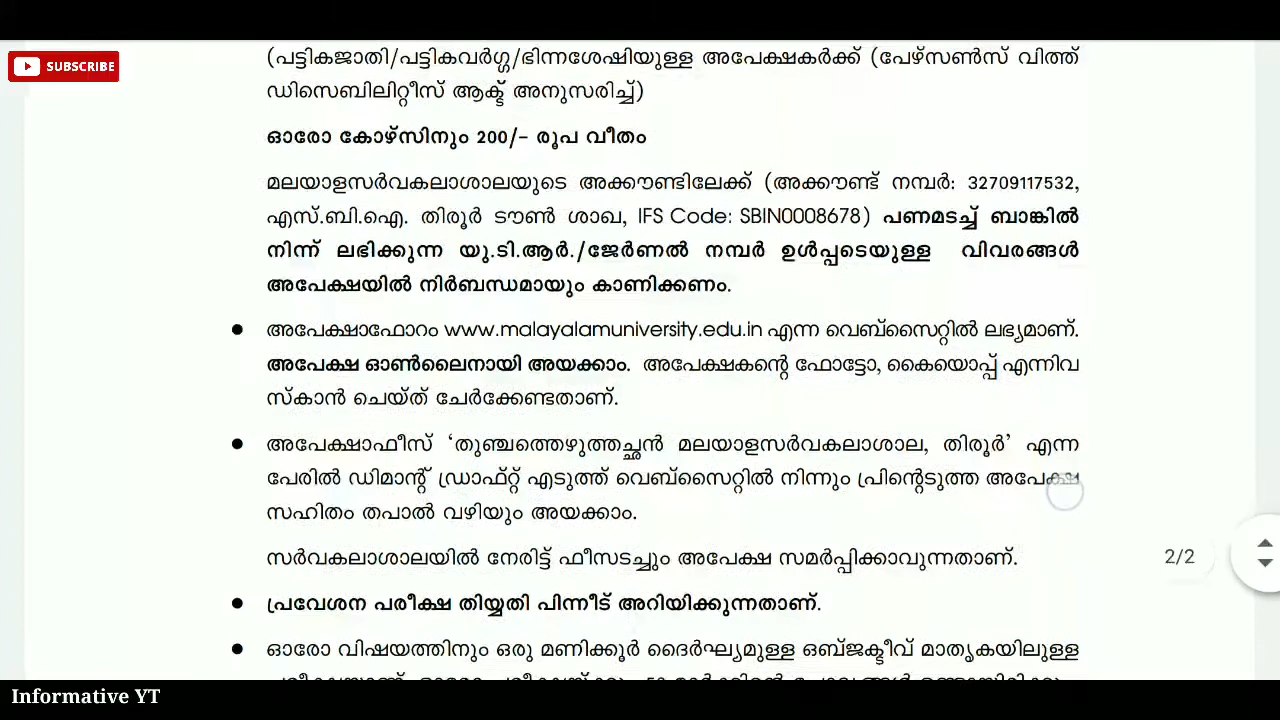 SUBSCRIBE
(പട്ടികജാതി/പട്ടികവർഗ്ഗ/ഭിന്നശേഷിയുള്ള അപേക്ഷകർക്ക് (പേഴ്സൺസ് വിത്ത്
ഡിസെബിലിറ്റീസ് ആക്ട് അനുസരിച്ച്)
ഓരോ കോഴ്സിനും 200/- രൂപ വീതം
മലയാളസർവകലാശാലയുടെ അക്കൗണ്ടിലേക്ക് (അക്കൗണ്ട് നമ്പർ: 32709117532,
എസ്.ബി.ഐ. തിരൂർ ടൗൺ ശാഖ, IFS Code: SBIN0008678) പണമടച്ച് ബാങ്കിൽ
നിന്ന് ലഭിക്കുന്ന യു.ടി.ആർ./ജേർണൽ നമ്പർ ഉൾപ്പടെയുള്ള വിവരങ്ങൾ
അപേക്ഷയിൽ നിർബന്ധമായും കാണിക്കണം.
● അപേക്ഷാഫോറം www.malayalamuniversity.edu.in എന്ന വെബ്സൈറ്റിൽ ലഭ്യമാണ്.
അപേക്ഷ ഓൺലൈനായി അയക്കാം. അപേക്ഷകന്റെ ഫോട്ടോ, കൈയൊപ്പ് എന്നിവ
സ്കാൻ ചെയ്ത് ചേർക്കേണ്ടതാണ്.
● അപേക്ഷാഫീസ് ‘തുഞ്ചത്തെഴുത്തച്ഛൻ മലയാളസർവകലാശാല, തിരൂർ’ എന്ന
പേരിൽ ഡിമാന്റ് ഡ്രാഫ്റ്റ് എടുത്ത് വെബ്സൈറ്റിൽ നിന്നും പ്രിന്റെടുത്ത അപേക്ഷ
സഹിതം തപാൽ വഴിയും അയക്കാം.
സർവകലാശാലയിൽ നേരിട്ട് ഫീസടച്ചും അപേക്ഷ സമർപ്പിക്കാവുന്നതാണ്.
2/2
● പ്രവേശന പരീക്ഷ തിയ്യതി പിന്നീട് അറിയിക്കുന്നതാണ്.
● ഓരോ വിഷയത്തിനും ഒരു മണിക്കൂർ ദൈർഘ്യമുള്ള ഒബ്ജക്ടീവ് മാതൃകയിലുള്ള
Informative YT